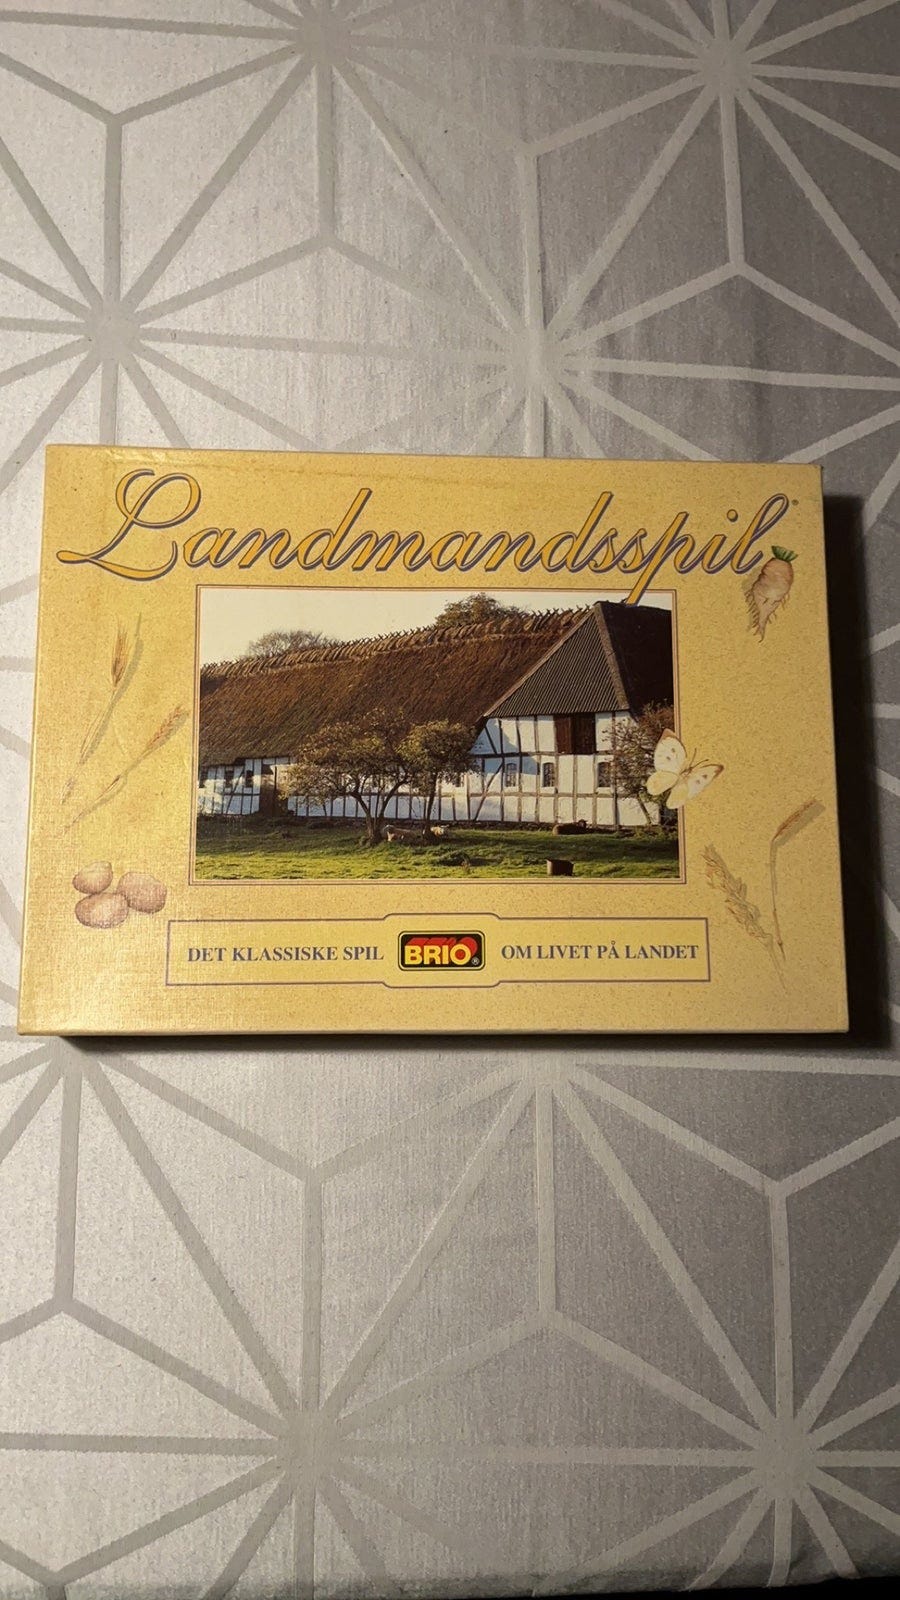 Landmandsspil®
DET KLASSISKE SPIL BRIO® OM LIVET PÅ LANDET